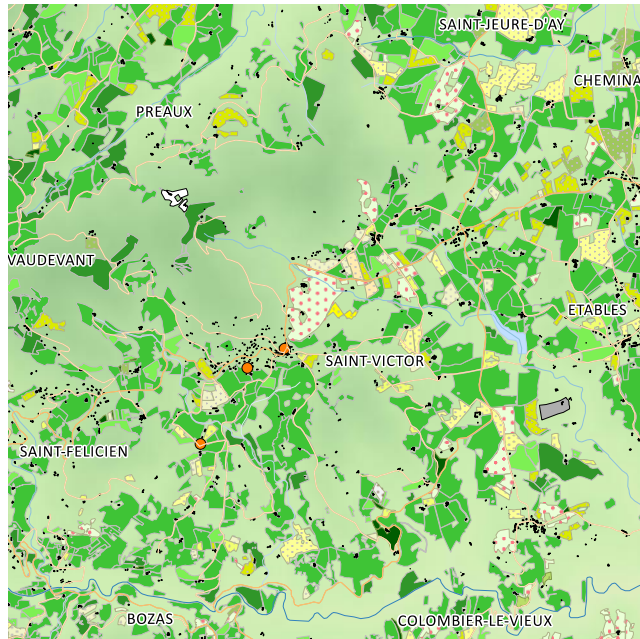 SAINT-JEURE-D'AY
CHEMINA
PREAUX
VAUDEVANT
ETABLES
SAINT-VICTOR
SAINT-FELICIEN
BOZAS
COLOMBIER-LE-VIEUX